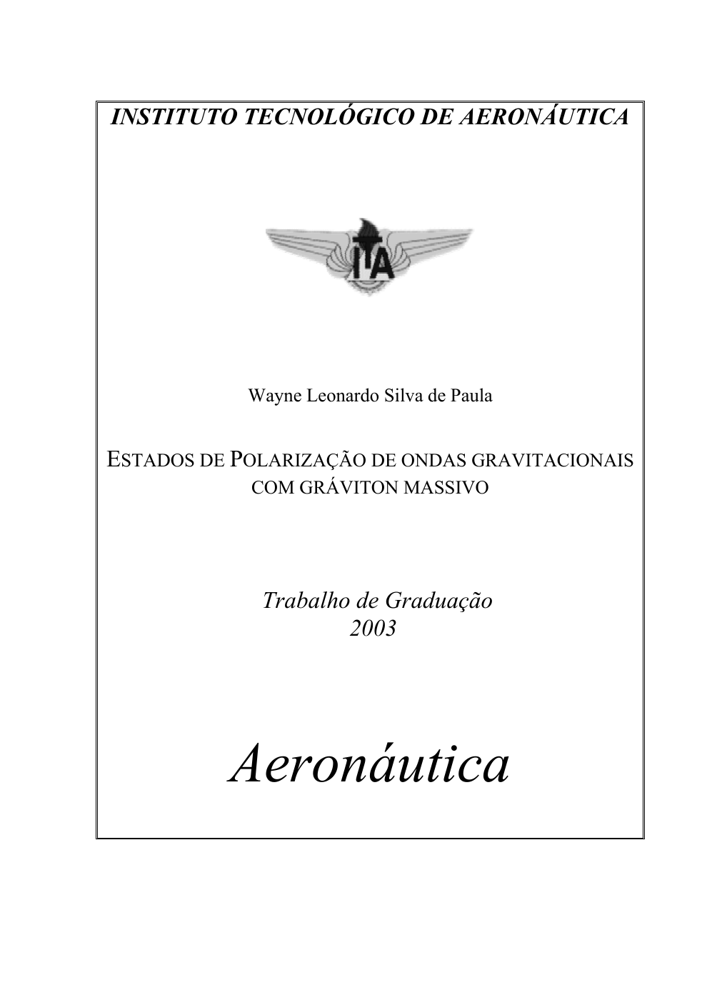 INSTITUTO TECNOLÓGICO DE AERONÁUTICA
ITA
Wayne Leonardo Silva de Paula
ESTADOS DE POLARIZAÇÃO DE ONDAS GRAVITACIONAIS
COM GRÁVITON MASSIVO
Trabalho de Graduação
2003
Aeronáutica